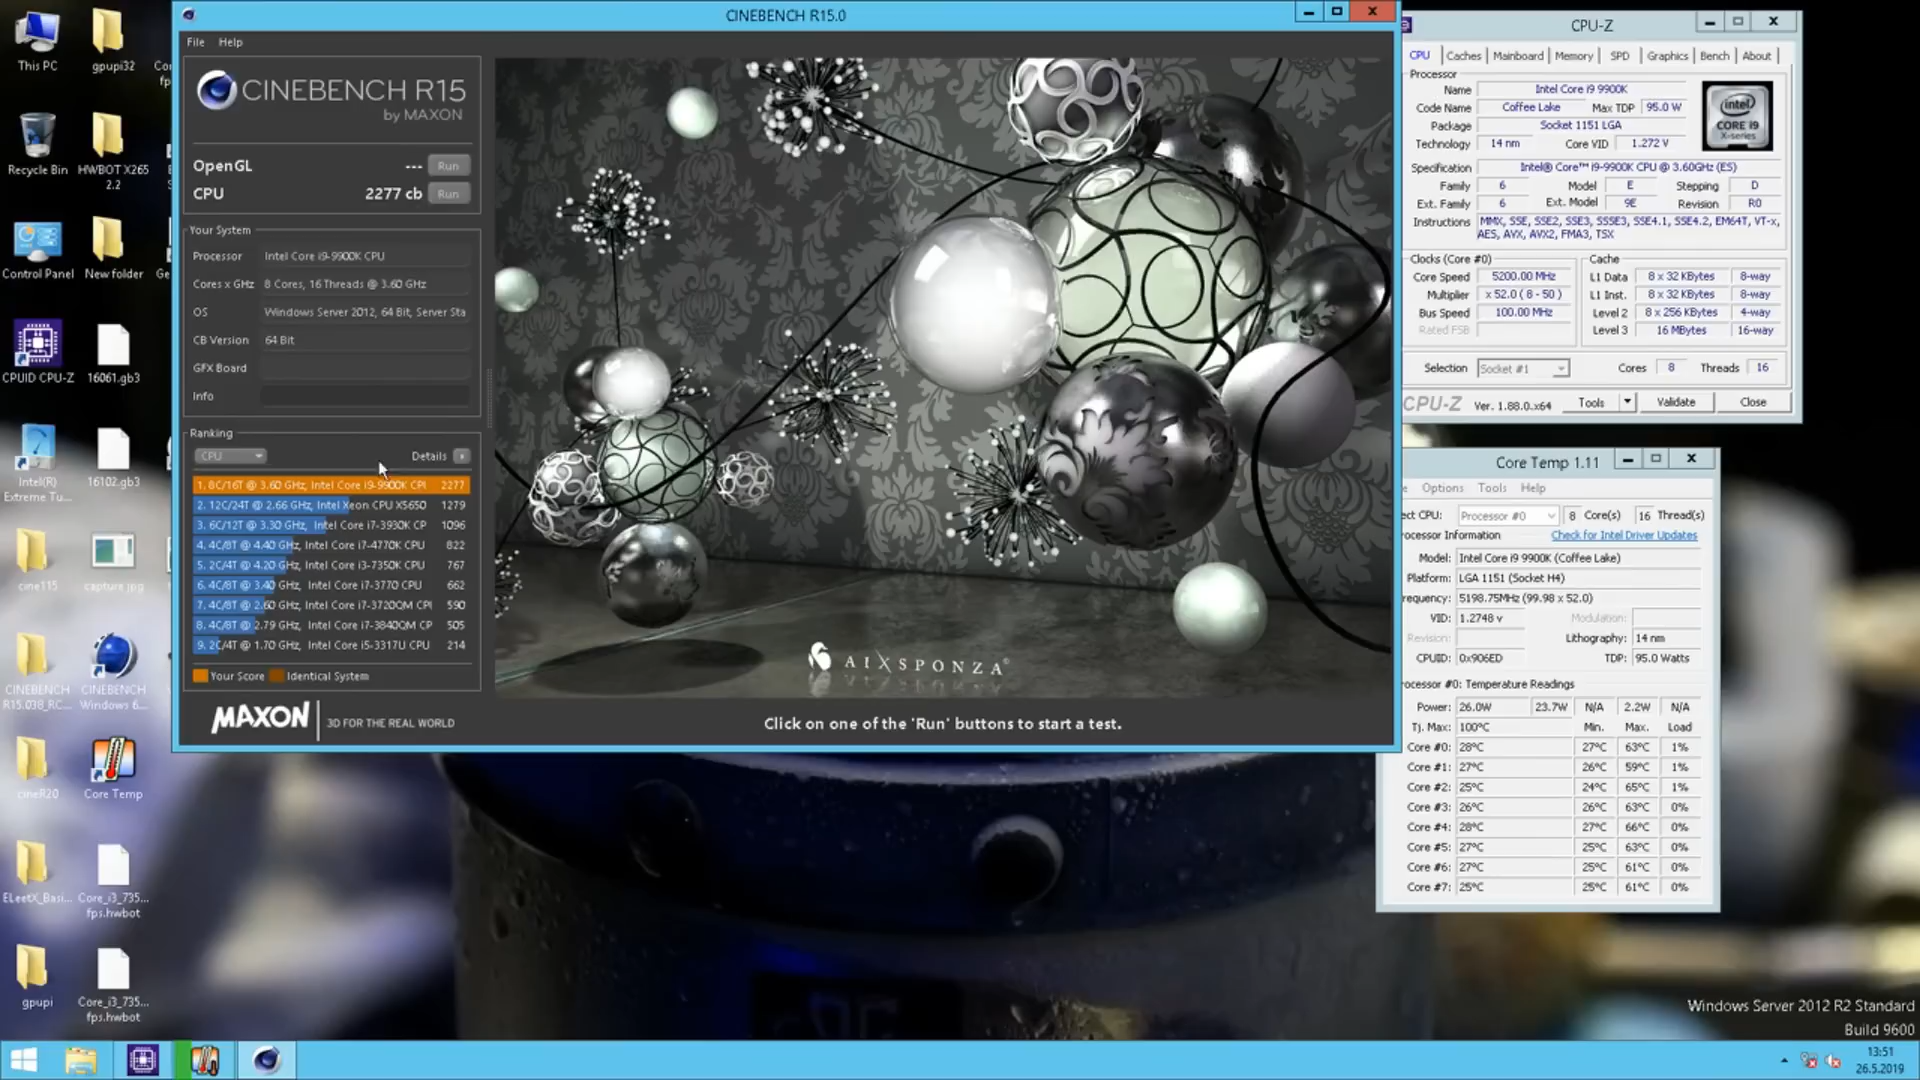 This PC
gpupi32
Recycle Bin
HWBOT X265
2.2
Control Panel
New folder
CPUID CPU-Z
16061.gb3
Intel(R)
Extreme Tu...
16102.gb3
cine115
capture jpg
CINEBENCH
R15.038_RC...
CINEBENCH
Windows 6...
cineR20
Core Temp
ELeetX_Basi...
Core_i3_735...
fps.hwbot
gpupi
Core_i3_735...
fps.hwbot
CINEBENCH R15.0
File Help
CINEBENCH R15
by MAXON
OpenGL --- Run
CPU 2277 cb Run
Your System
Processor Intel Core i9-9900K CPU
Cores x GHz 8 Cores, 16 Threads @ 3.60 GHz
OS Windows Server 2012, 64 Bit, Server Sta
CB Version 64 Bit
GFX Board
Info
Ranking
CPU Details
1. 8C/16T @ 3.60 GHz, Intel Core i9-9900K CPI 2277
2. 12C/24T @ 2.66 GHz, Intel Xeon CPU X5650 1279
3. 6C/12T @ 3.30 GHz, Intel Core i7-3930K CP 1096
4. 4C/8T @ 4.40 GHz, Intel Core i7-4770K CPU 822
5. 2C/4T @ 4.20 GHz, Intel Core i3-7350K CPU 767
6. 4C/8T @ 3.40 GHz, Intel Core i7-3770 CPU 662
7. 4C/8T @ 2.60 GHz, Intel Core i7-3720QM CPI 590
8. 4C/8T @ 2.79 GHz, Intel Core i7-3840QM CP 505
9. 2C/4T @ 1.70 GHz, Intel Core i5-3317U CPU 214
Your Score Identical System
MAXON 3D FOR THE REAL WORLD
AIXSPONZA®
Click on one of the 'Run' buttons to start a test.
CPU-Z
CPU Caches Mainboard Memory SPD Graphics Bench About
Processor
Name Intel Core i9 9900K
Code Name Coffee Lake Max TDP 95.0 W
Package Socket 1151 LGA
Technology 14 nm Core VID 1.272 V
intel
CORE i9
X-series
Specification Intel® Core™ i9-9900K CPU @ 3.60GHz (ES)
Family 6 Model E Stepping D
Ext. Family 6 Ext. Model 9E Revision R0
Instructions MMX, SSE, SSE2, SSE3, SSSE3, SSE4.1, SSE4.2, EM64T, VT-x,
AES, AVX, AVX2, FMA3, TSX
Clocks (Core #0)
Core Speed 5200.00 MHz
Multiplier x 52.0 ( 8 - 50 )
Bus Speed 100.00 MHz
Rated FSB
Cache
L1 Data 8 x 32 KBytes 8-way
L1 Inst. 8 x 32 KBytes 8-way
Level 2 8 x 256 KBytes 4-way
Level 3 16 MBytes 16-way
Selection Socket #1 Cores 8 Threads 16
CPU-Z Ver. 1.88.0.x64 Tools Validate Close
Core Temp 1.11
Options Tools Help
ect CPU: Processor #0 8 Core(s) 16 Thread(s)
rocessor Information Check for Intel Driver Updates
Model: Intel Core i9 9900K (Coffee Lake)
Platform: LGA 1151 (Socket H4)
requency: 5198.75MHz (99.98 x 52.0)
VID: 1.2748 v Modulation:
Revision: Lithography: 14 nm
CPUID: 0x906ED TDP: 95.0 Watts
rocessor #0: Temperature Readings
Power: 26.0W 23.7W N/A 2.2W N/A
Tj. Max: 100°C Min. Max. Load
Core #0: 28°C 27°C 63°C 1%
Core #1: 27°C 26°C 59°C 1%
Core #2: 25°C 24°C 65°C 1%
Core #3: 26°C 26°C 63°C 0%
Core #4: 28°C 27°C 66°C 0%
Core #5: 27°C 25°C 63°C 0%
Core #6: 27°C 25°C 61°C 0%
Core #7: 25°C 25°C 61°C 0%
Windows Server 2012 R2 Standard
Build 9600
13:51
26.5.2019